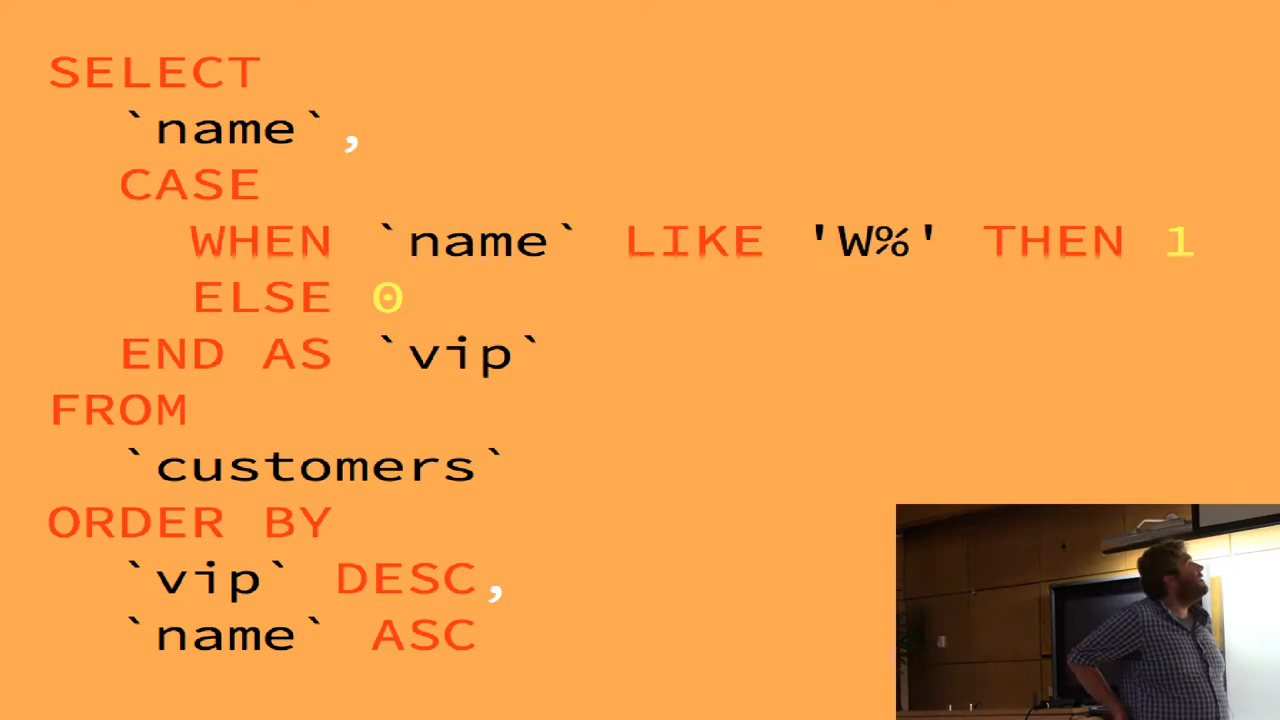 SELECT
`name`,
CASE
WHEN `name` LIKE 'W%' THEN 1
ELSE 0
END AS `vip`
FROM
`customers`
ORDER BY
`vip` DESC,
`name` ASC